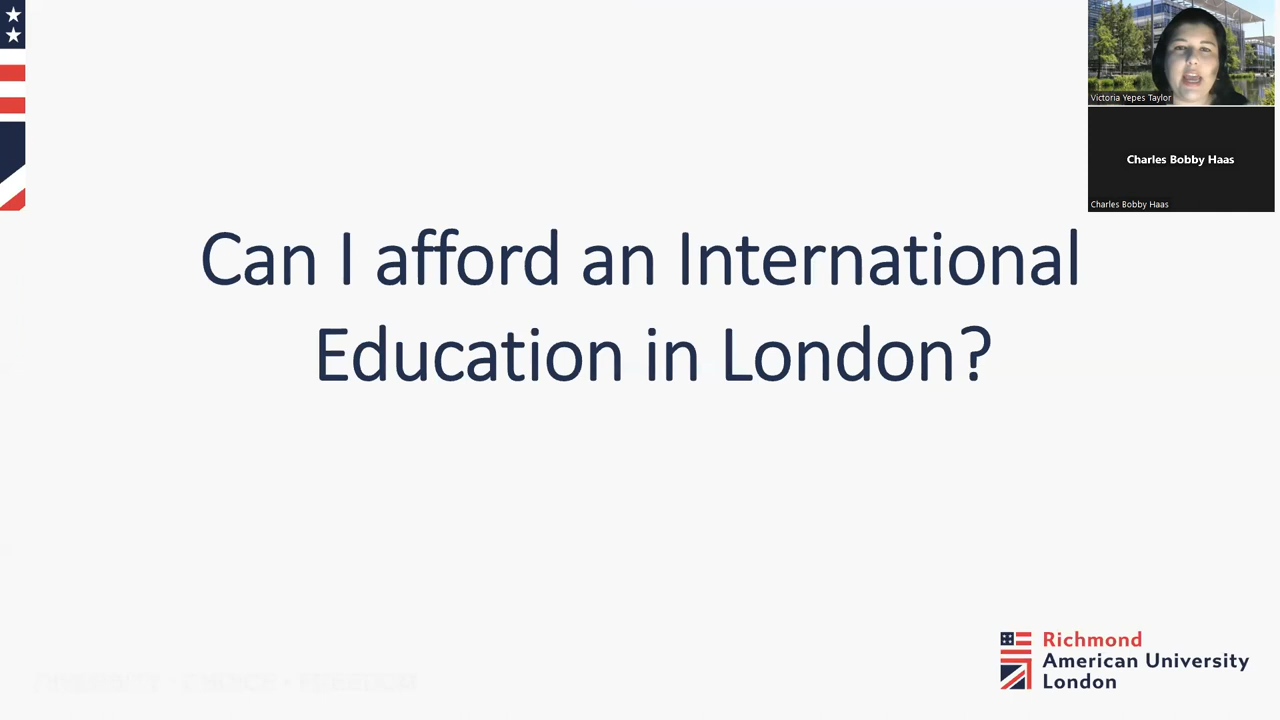 Victoria Yepes Taylor
Charles Bobby Haas
Charles Bobby Haas
Can I afford an International
Education in London?
Richmond
American University
London